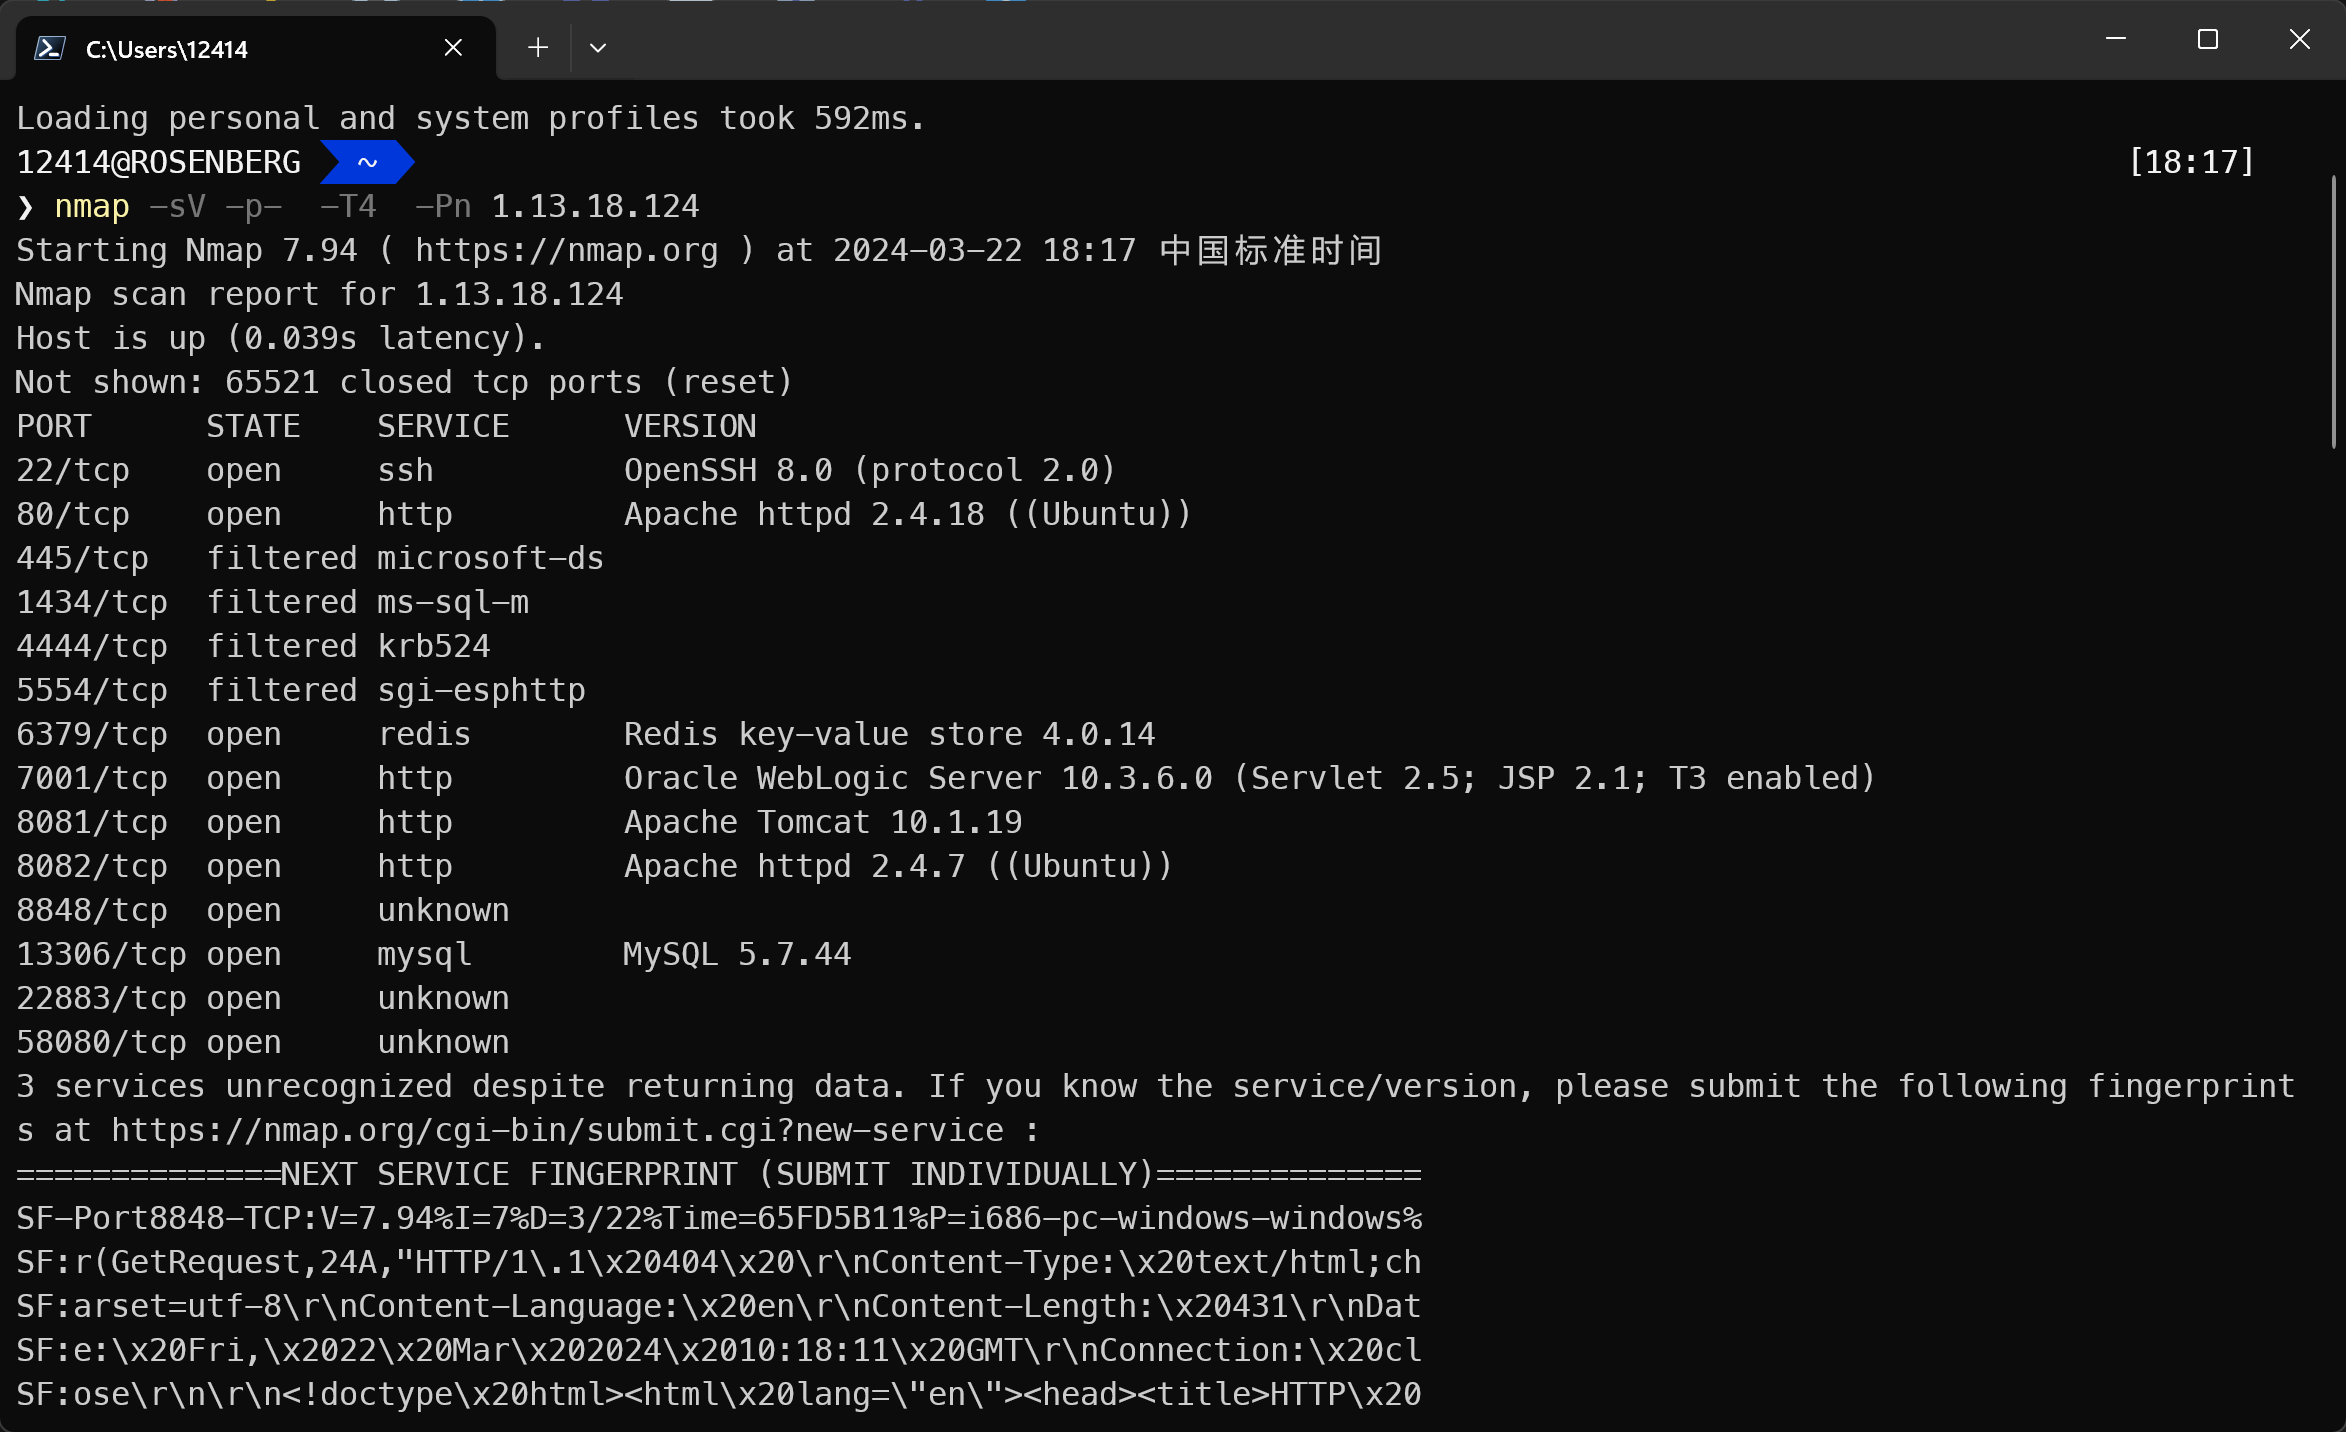 C:\Users\12414
Loading personal and system profiles took 592ms.
12414@ROSENBERG ~ [18:17]
❯ nmap -sV -p-  -T4  -Pn 1.13.18.124
Starting Nmap 7.94 ( https://nmap.org ) at 2024-03-22 18:17 中国标准时间
Nmap scan report for 1.13.18.124
Host is up (0.039s latency).
Not shown: 65521 closed tcp ports (reset)
PORT      STATE    SERVICE      VERSION
22/tcp    open     ssh          OpenSSH 8.0 (protocol 2.0)
80/tcp    open     http         Apache httpd 2.4.18 ((Ubuntu))
445/tcp   filtered microsoft-ds
1434/tcp  filtered ms-sql-m
4444/tcp  filtered krb524
5554/tcp  filtered sgi-esphttp
6379/tcp  open     redis        Redis key-value store 4.0.14
7001/tcp  open     http         Oracle WebLogic Server 10.3.6.0 (Servlet 2.5; JSP 2.1; T3 enabled)
8081/tcp  open     http         Apache Tomcat 10.1.19
8082/tcp  open     http         Apache httpd 2.4.7 ((Ubuntu))
8848/tcp  open     unknown
13306/tcp open     mysql        MySQL 5.7.44
22883/tcp open     unknown
58080/tcp open     unknown
3 services unrecognized despite returning data. If you know the service/version, please submit the following fingerprint
s at https://nmap.org/cgi-bin/submit.cgi?new-service :
==============NEXT SERVICE FINGERPRINT (SUBMIT INDIVIDUALLY)==============
SF-Port8848-TCP:V=7.94%I=7%D=3/22%Time=65FD5B11%P=i686-pc-windows-windows%
SF:r(GetRequest,24A,"HTTP/1\.1\x20404\x20\r\nContent-Type:\x20text/html;ch
SF:arset=utf-8\r\nContent-Language:\x20en\r\nContent-Length:\x20431\r\nDat
SF:e:\x20Fri,\x2022\x20Mar\x202024\x2010:18:11\x20GMT\r\nConnection:\x20cl
SF:ose\r\n\r\n<!doctype\x20html><html\x20lang=\"en\"><head><title>HTTP\x20